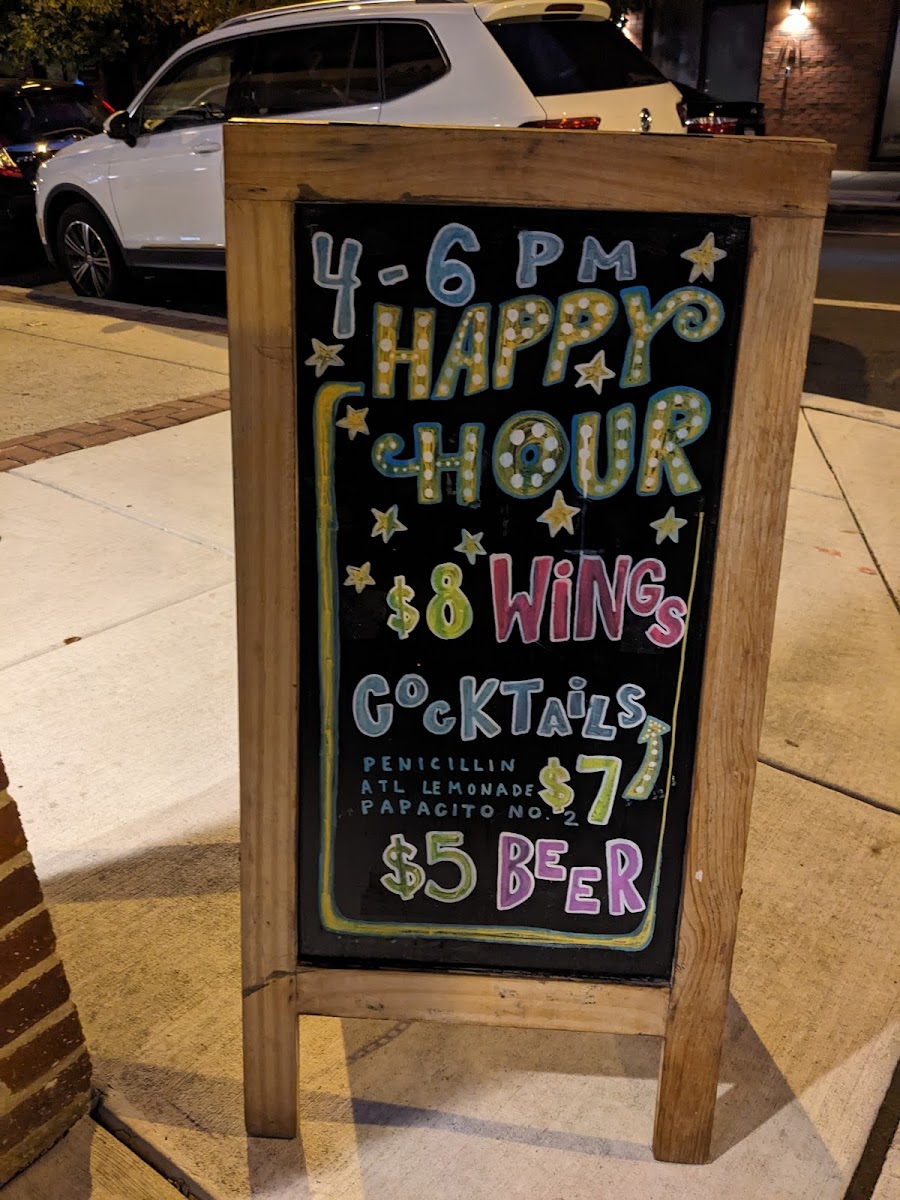 4-6 PM
HAPPY
HOUR
$8 WiNGS
COCKTAiLS
PENICILLIN
ATL LEMONADE $7
PAPACITO NO. 2
$5 BEER